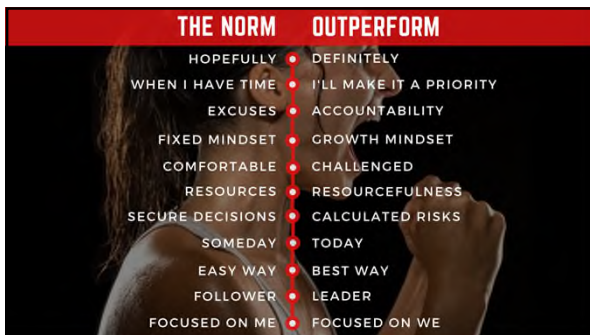 THE NORM OUTPERFORM
HOPEFULLY DEFINITELY
WHEN I HAVE TIME I'LL MAKE IT A PRIORITY
EXCUSES ACCOUNTABILITY
FIXED MINDSET GROWTH MINDSET
COMFORTABLE CHALLENGED
RESOURCES RESOURCEFULNESS
SECURE DECISIONS CALCULATED RISKS
SOMEDAY TODAY
EASY WAY BEST WAY
FOLLOWER LEADER
FOCUSED ON ME FOCUSED ON WE